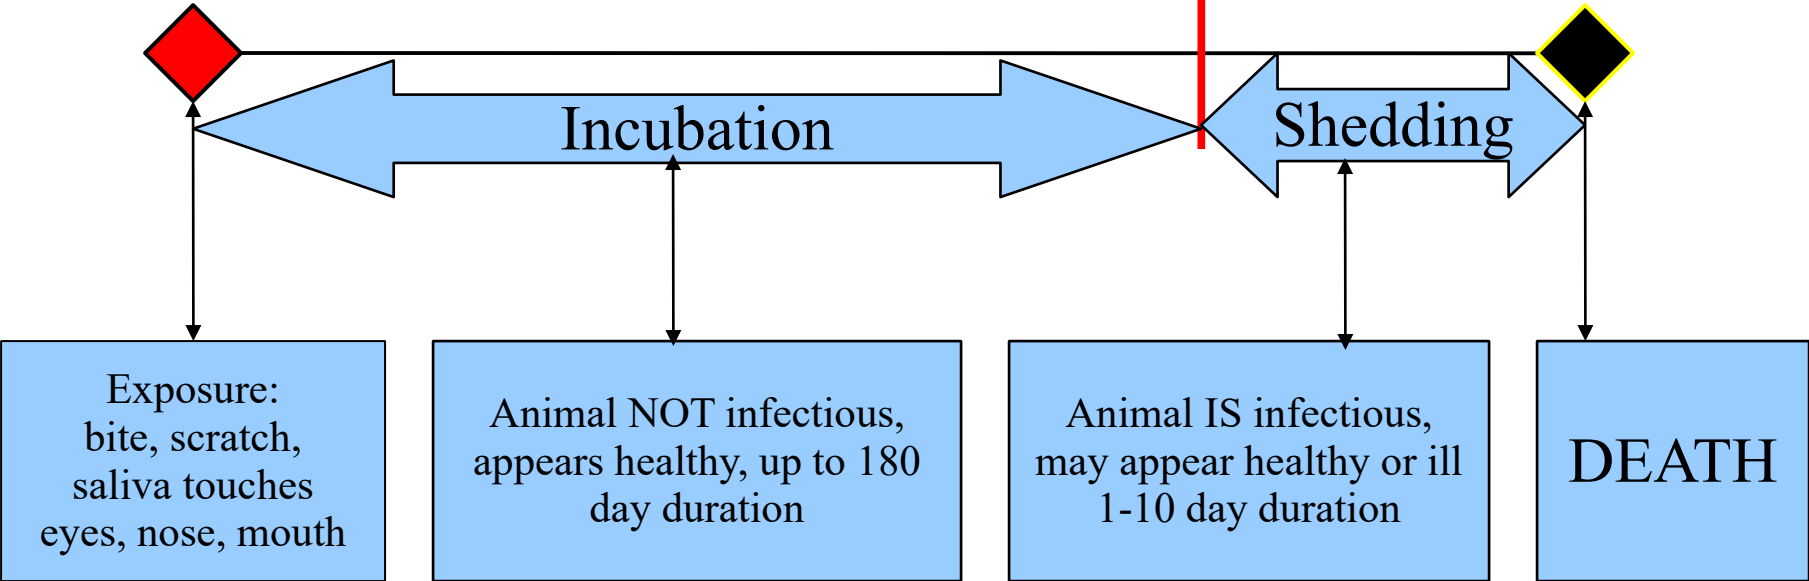 Incubation
Shedding
Exposure:
bite, scratch,
saliva touches
eyes, nose, mouth
Animal NOT infectious,
appears healthy, up to 180
day duration
Animal IS infectious,
may appear healthy or ill
1-10 day duration
DEATH